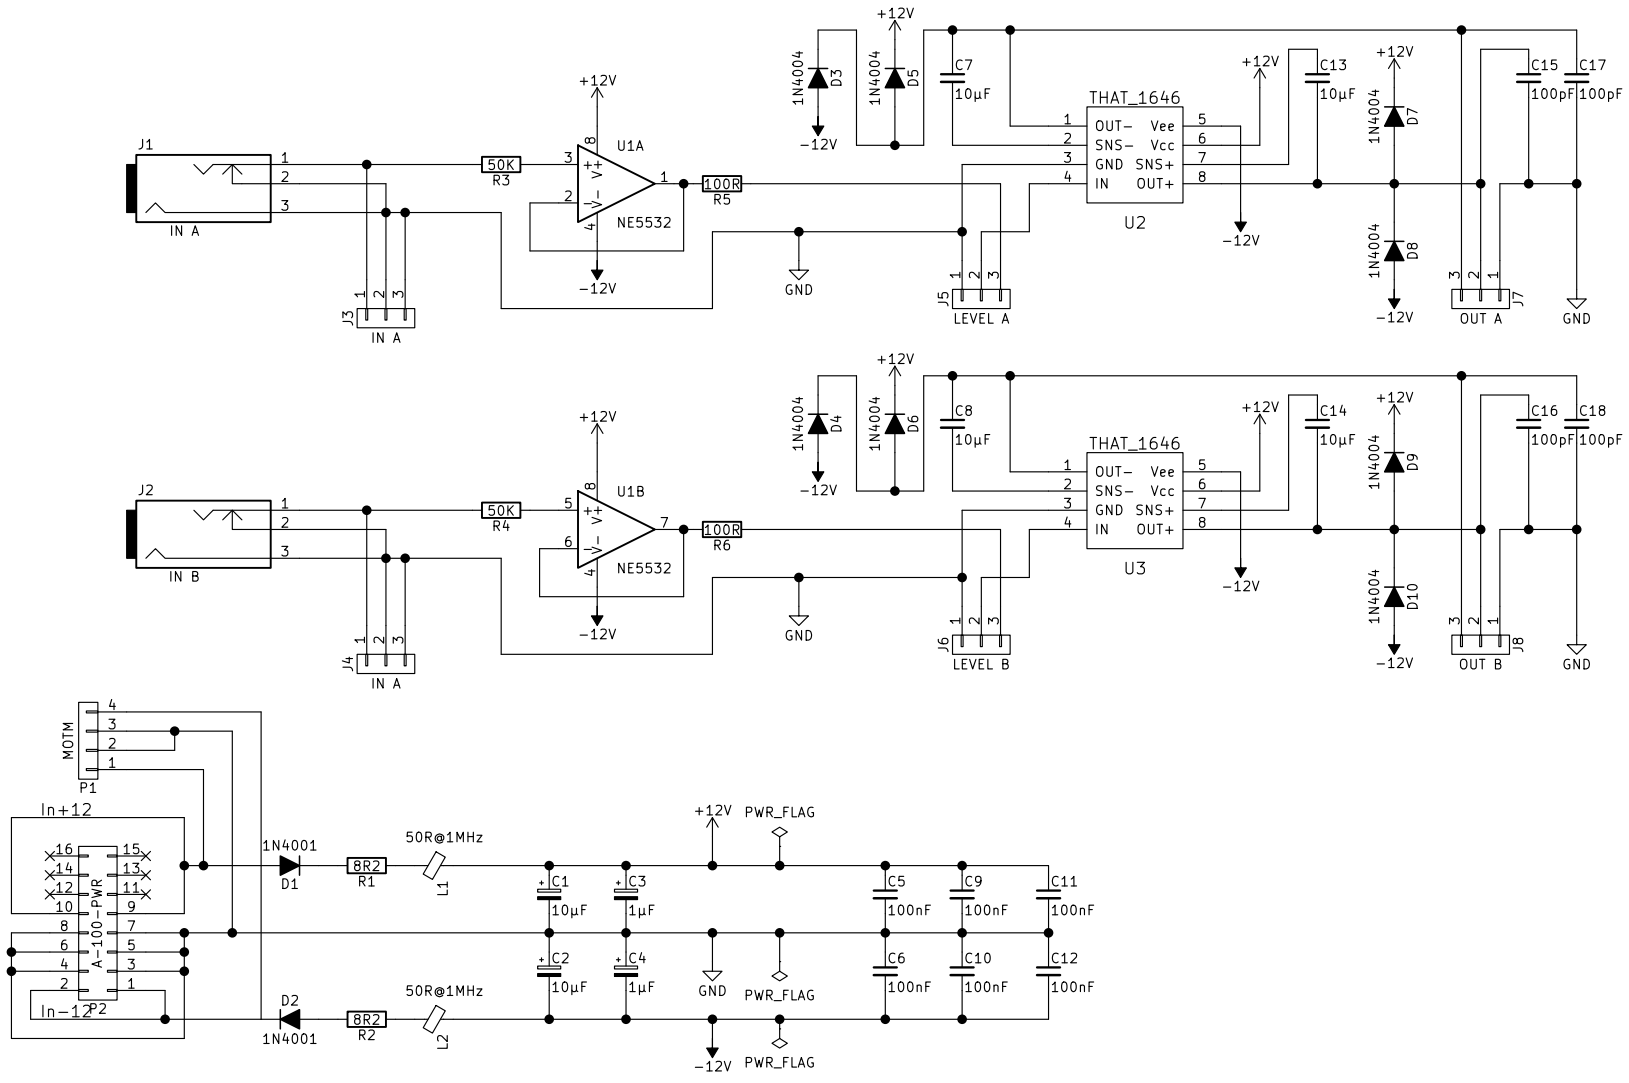 +12V
1N4004
D3
-12V
1N4004
D5
C7
10µF
THAT_1646
1 OUT- Vee 5
2 SNS- Vcc 6
3 GND SNS+ 7
4 IN OUT+ 8
U2
+12V
-12V
C13
10µF
+12V
1N4004
D7
1N4004
D8
-12V
C15
100pF
C17
100pF
3 2 1
J7
OUT A
GND
J1
1
2
3
IN A
1 2 3
J3
IN A
50K
R3
+12V
U1A
3
2
8
V+
V-
4
1
NE5532
-12V
100R
R5
GND
1 2 3
J5
LEVEL A
+12V
1N4004
D4
-12V
1N4004
D6
C8
10µF
THAT_1646
1 OUT- Vee 5
2 SNS- Vcc 6
3 GND SNS+ 7
4 IN OUT+ 8
U3
+12V
-12V
C14
10µF
+12V
1N4004
D9
1N4004
D10
-12V
C16
100pF
C18
100pF
3 2 1
J8
OUT B
GND
J2
1
2
3
IN B
1 2 3
J4
IN A
50K
R4
+12V
U1B
5
6
8
V+
V-
4
7
NE5532
-12V
100R
R6
GND
1 2 3
J6
LEVEL B
MOTM
4
3
2
1
P1
In+12
16 15
14 13
12 11
10 9
8 7
6 5
4 3
2 1
A-100-PWR
P2
In-12
1N4001
D1
8R2
R1
50R@1MHz
L1
D2
1N4001
8R2
R2
50R@1MHz
L2
+12V
PWR_FLAG
+
C1
10µF
+
C3
1µF
C5
100nF
C9
100nF
C11
100nF
+
C2
10µF
+
C4
1µF
GND
PWR_FLAG
C6
100nF
C10
100nF
C12
100nF
-12V
PWR_FLAG